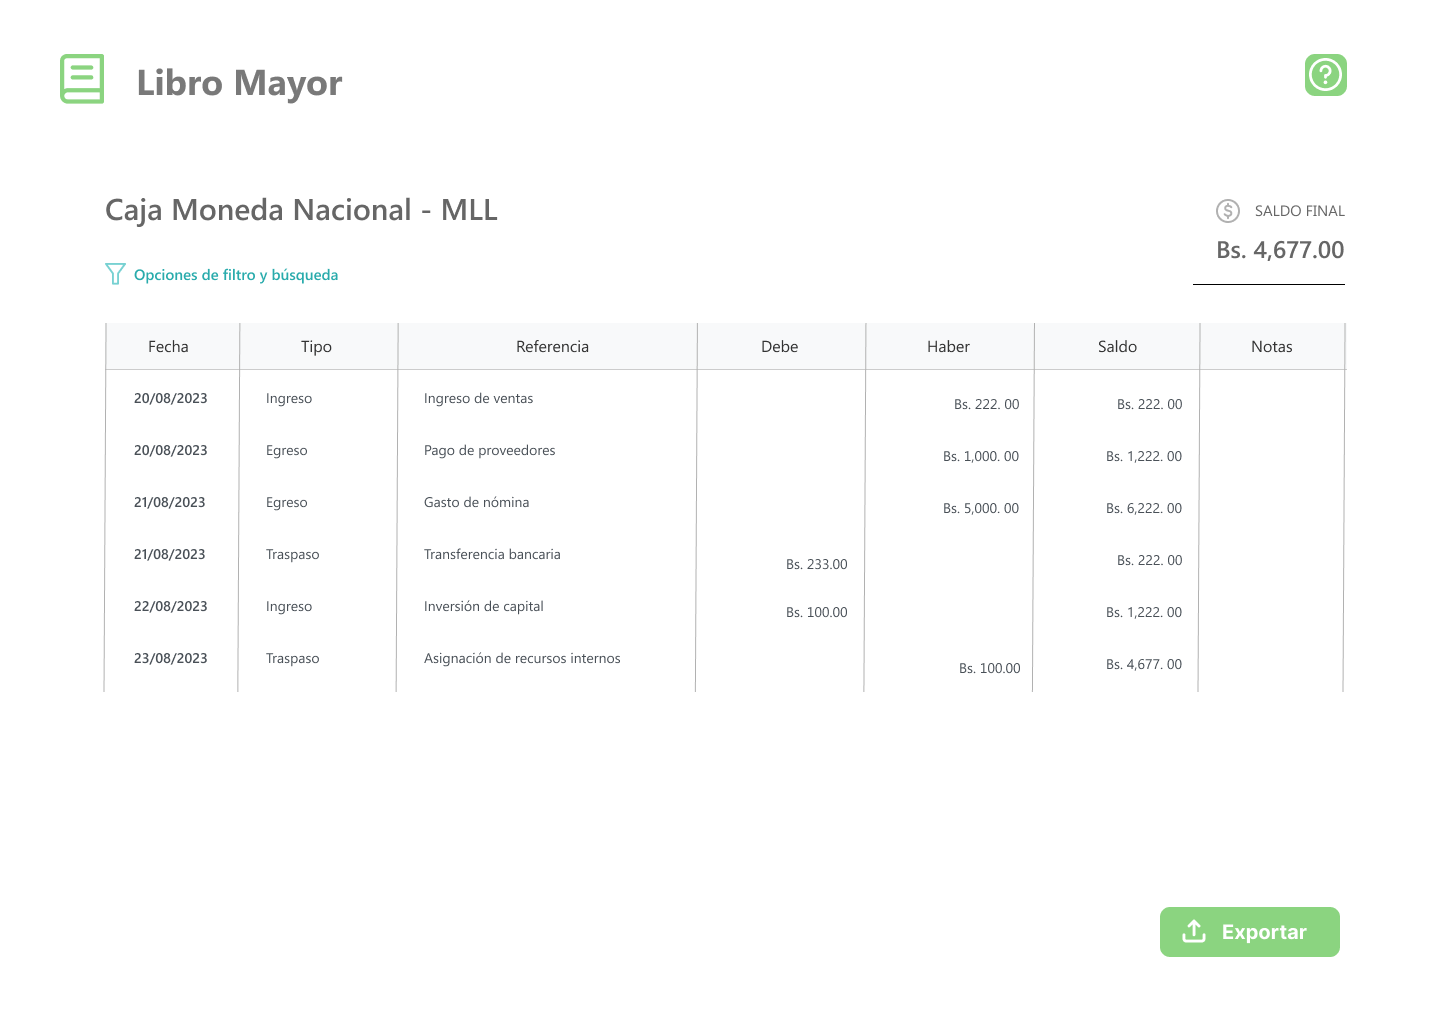 Libro Mayor
Caja Moneda Nacional - MLL
SALDO FINAL
Bs. 4,677.00
Opciones de filtro y búsqueda
Fecha Tipo Referencia Debe Haber Saldo Notas
20/08/2023 Ingreso Ingreso de ventas Bs. 222. 00 Bs. 222. 00
20/08/2023 Egreso Pago de proveedores Bs. 1,000. 00 Bs. 1,222. 00
21/08/2023 Egreso Gasto de nómina Bs. 5,000. 00 Bs. 6,222. 00
21/08/2023 Traspaso Transferencia bancaria Bs. 233.00 Bs. 222. 00
22/08/2023 Ingreso Inversión de capital Bs. 100.00 Bs. 1,222. 00
23/08/2023 Traspaso Asignación de recursos internos Bs. 100.00 Bs. 4,677. 00
Exportar